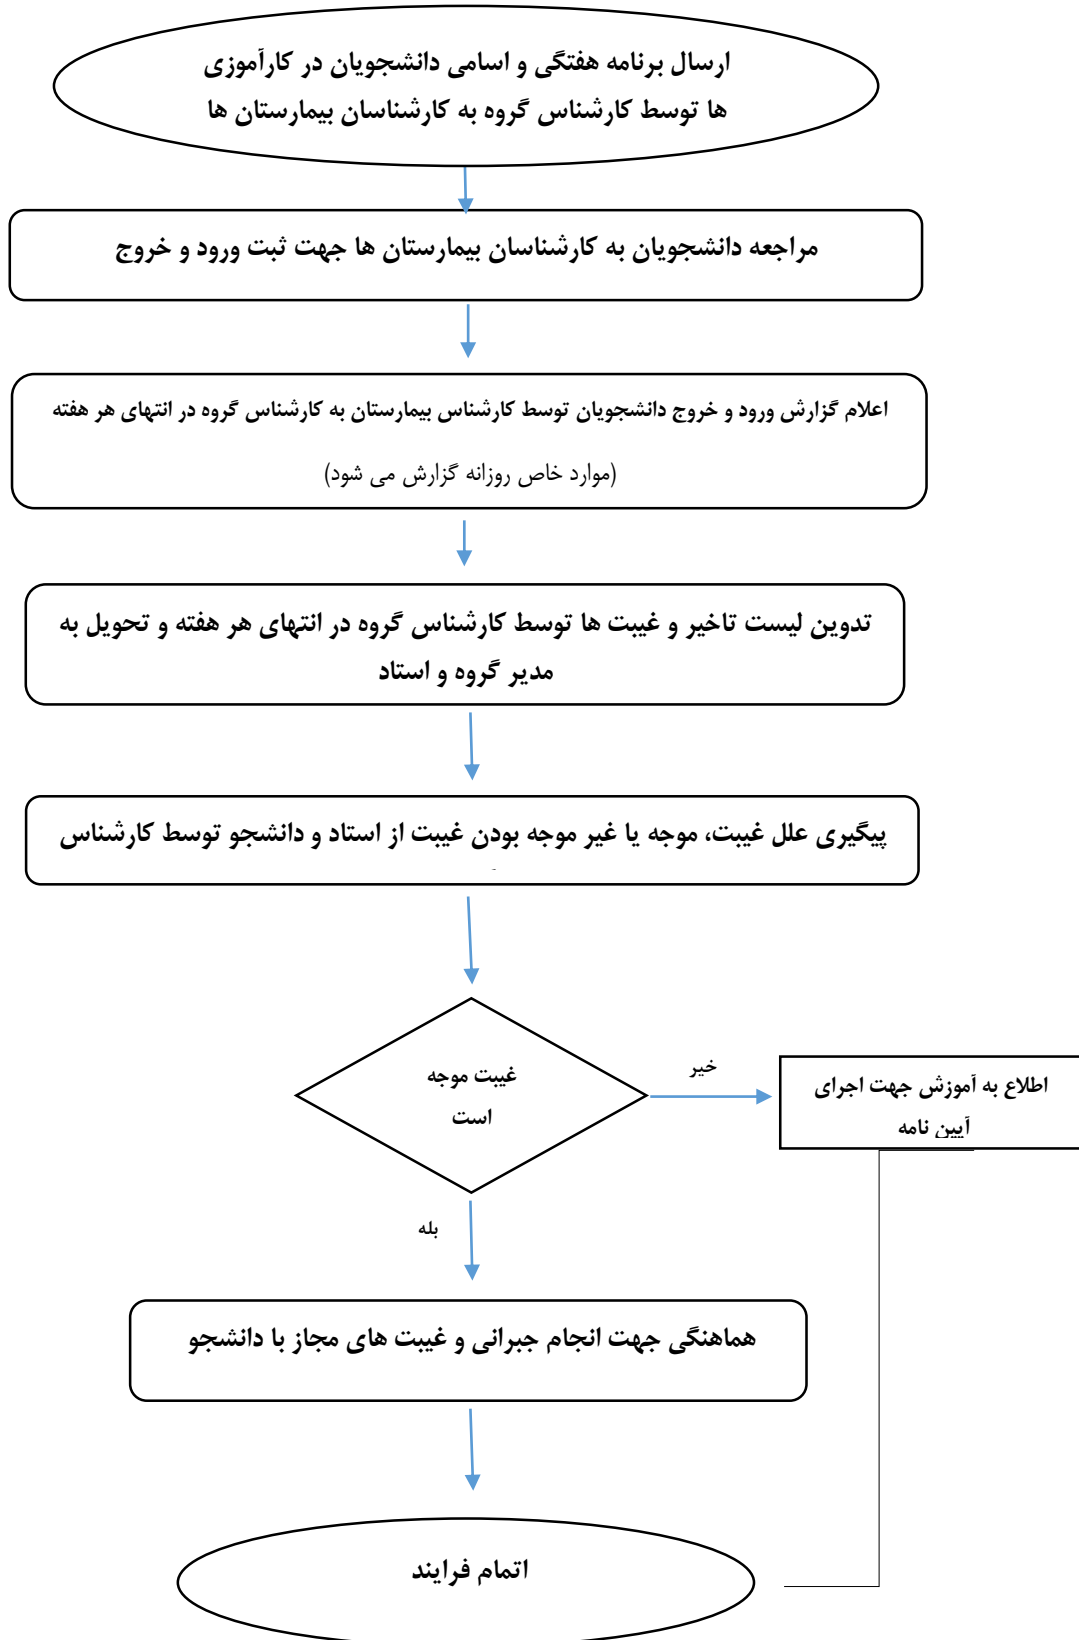 ارسال برنامه هفتگی و اسامی دانشجویان در کارآموزی
ها توسط کارشناس گروه به کارشناسان بیمارستان ها
مراجعه دانشجویان به کارشناسان بیمارستان ها جهت ثبت ورود و خروج
اعلام گزارش ورود و خروج دانشجویان توسط کارشناس بیمارستان به کارشناس گروه در انتهای هر هفته
(موارد خاص روزانه گزارش می شود)
تدوین لیست تاخیر و غیبت ها توسط کارشناس گروه در انتهای هر هفته و تحویل به
مدیر گروه و استاد
پیگیری علل غیبت، موجه یا غیر موجه بودن غیبت از استاد و دانشجو توسط کارشناس
غیبت موجه
است
خیر
اطلاع به آموزش جهت اجرای
آیین نامه
بله
هماهنگی جهت انجام جبرانی و غیبت های مجاز با دانشجو
اتمام فرایند